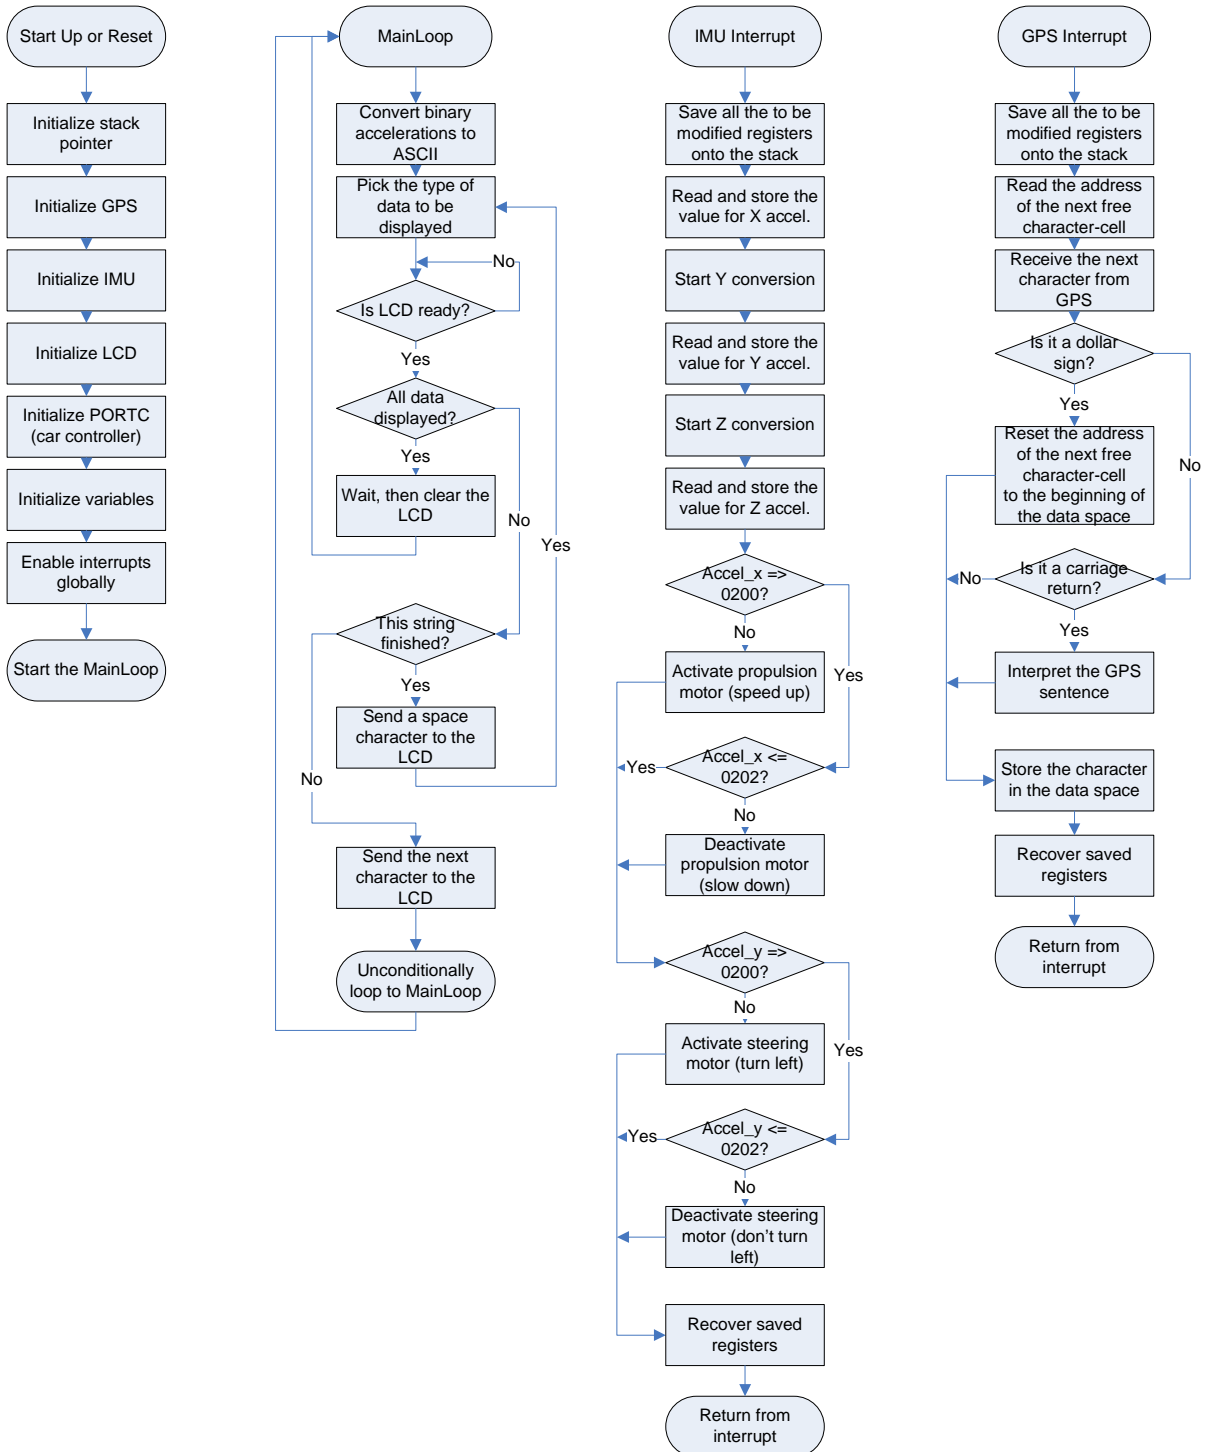 Start Up or Reset
Initialize stack
pointer
Initialize GPS
Initialize IMU
Initialize LCD
Initialize PORTC
(car controller)
Initialize variables
Enable interrupts
globally
Start the MainLoop
MainLoop
Convert binary
accelerations to
ASCII
Pick the type of
data to be
displayed
No
Is LCD ready?
Yes
All data
displayed?
Yes
Wait, then clear the
LCD
No
Yes
This string
finished?
Yes
Send a space
character to the
LCD
No
Send the next
character to the
LCD
Unconditionally
loop to MainLoop
IMU Interrupt
Save all the to be
modified registers
onto the stack
Read and store the
value for X accel.
Start Y conversion
Read and store the
value for Y accel.
Start Z conversion
Read and store the
value for Z accel.
Accel_x =>
0200?
No
Yes
Activate propulsion
motor (speed up)
Accel_x <=
0202?
Yes
No
Deactivate
propulsion motor
(slow down)
Accel_y =>
0200?
No
Yes
Activate steering
motor (turn left)
Accel_y <=
0202?
Yes
No
Deactivate steering
motor (don't turn
left)
Recover saved
registers
Return from
interrupt
GPS Interrupt
Save all the to be
modified registers
onto the stack
Read the address
of the next free
character-cell
Receive the next
character from
GPS
Is it a dollar
sign?
Yes
No
Reset the address
of the next free
character-cell
to the beginning of
the data space
Is it a carriage
return?
No
Yes
Interpret the GPS
sentence
Store the character
in the data space
Recover saved
registers
Return from
interrupt